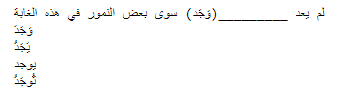 لم يعد __________(وَجَد) سوى بعض النمور في هذه الغابة
وَجَدّ
يَجَدُّ
يوجد
تُوجَدُّ